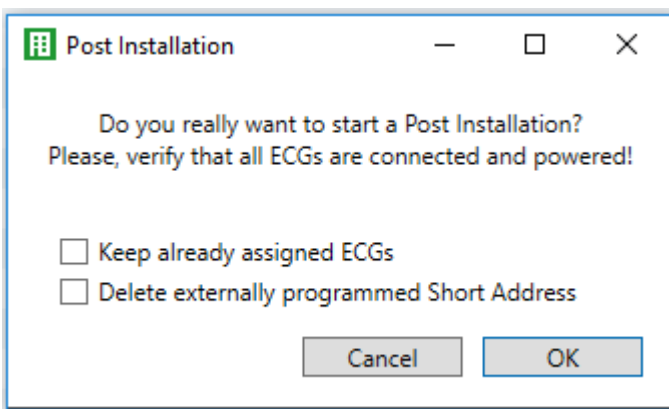 Post Installation
Do you really want to start a Post Installation?
Please, verify that all ECGs are connected and powered!
Keep already assigned ECGs
Delete externally programmed Short Address
Cancel
OK